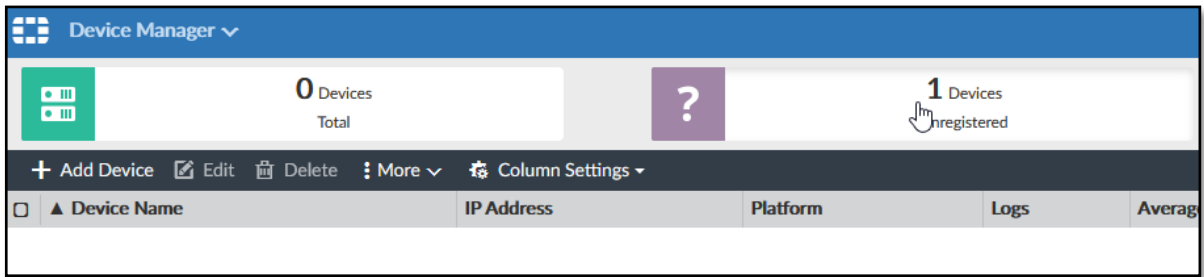 Device Manager
0 Devices
Total
? 1 Devices
nregistered
+ Add Device Edit Delete More Column Settings
▲ Device Name IP Address Platform Logs Averag